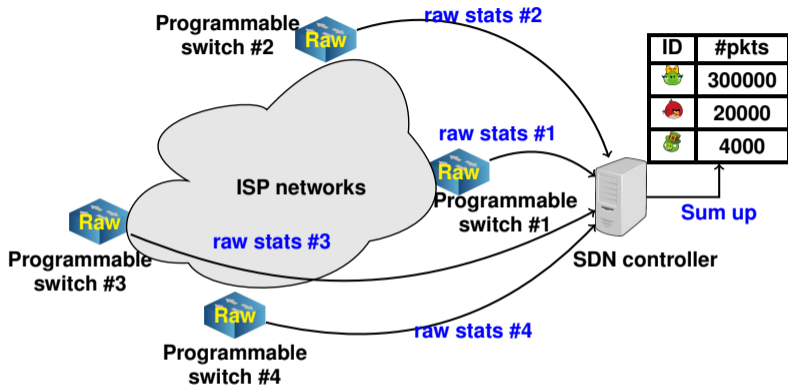 Programmable
switch #2
Raw
raw stats #2
ID #pkts
300000
20000
4000
raw stats #1
Raw
ISP networks
Programmable
switch #1
Sum up
SDN controller
Raw
raw stats #3
Programmable
switch #3
Raw
raw stats #4
Programmable
switch #4